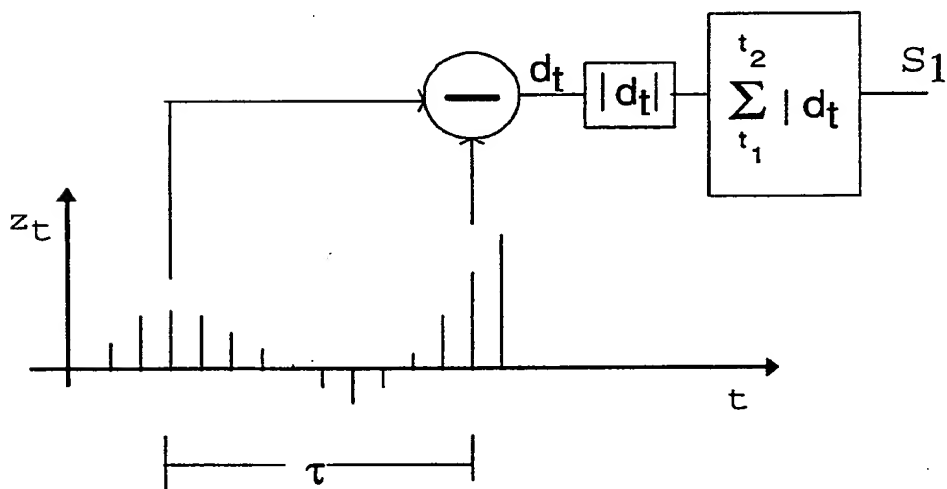 d_t
|d_t|
t_2
∑ | d_t
t_1
S1
z_t
t
τ